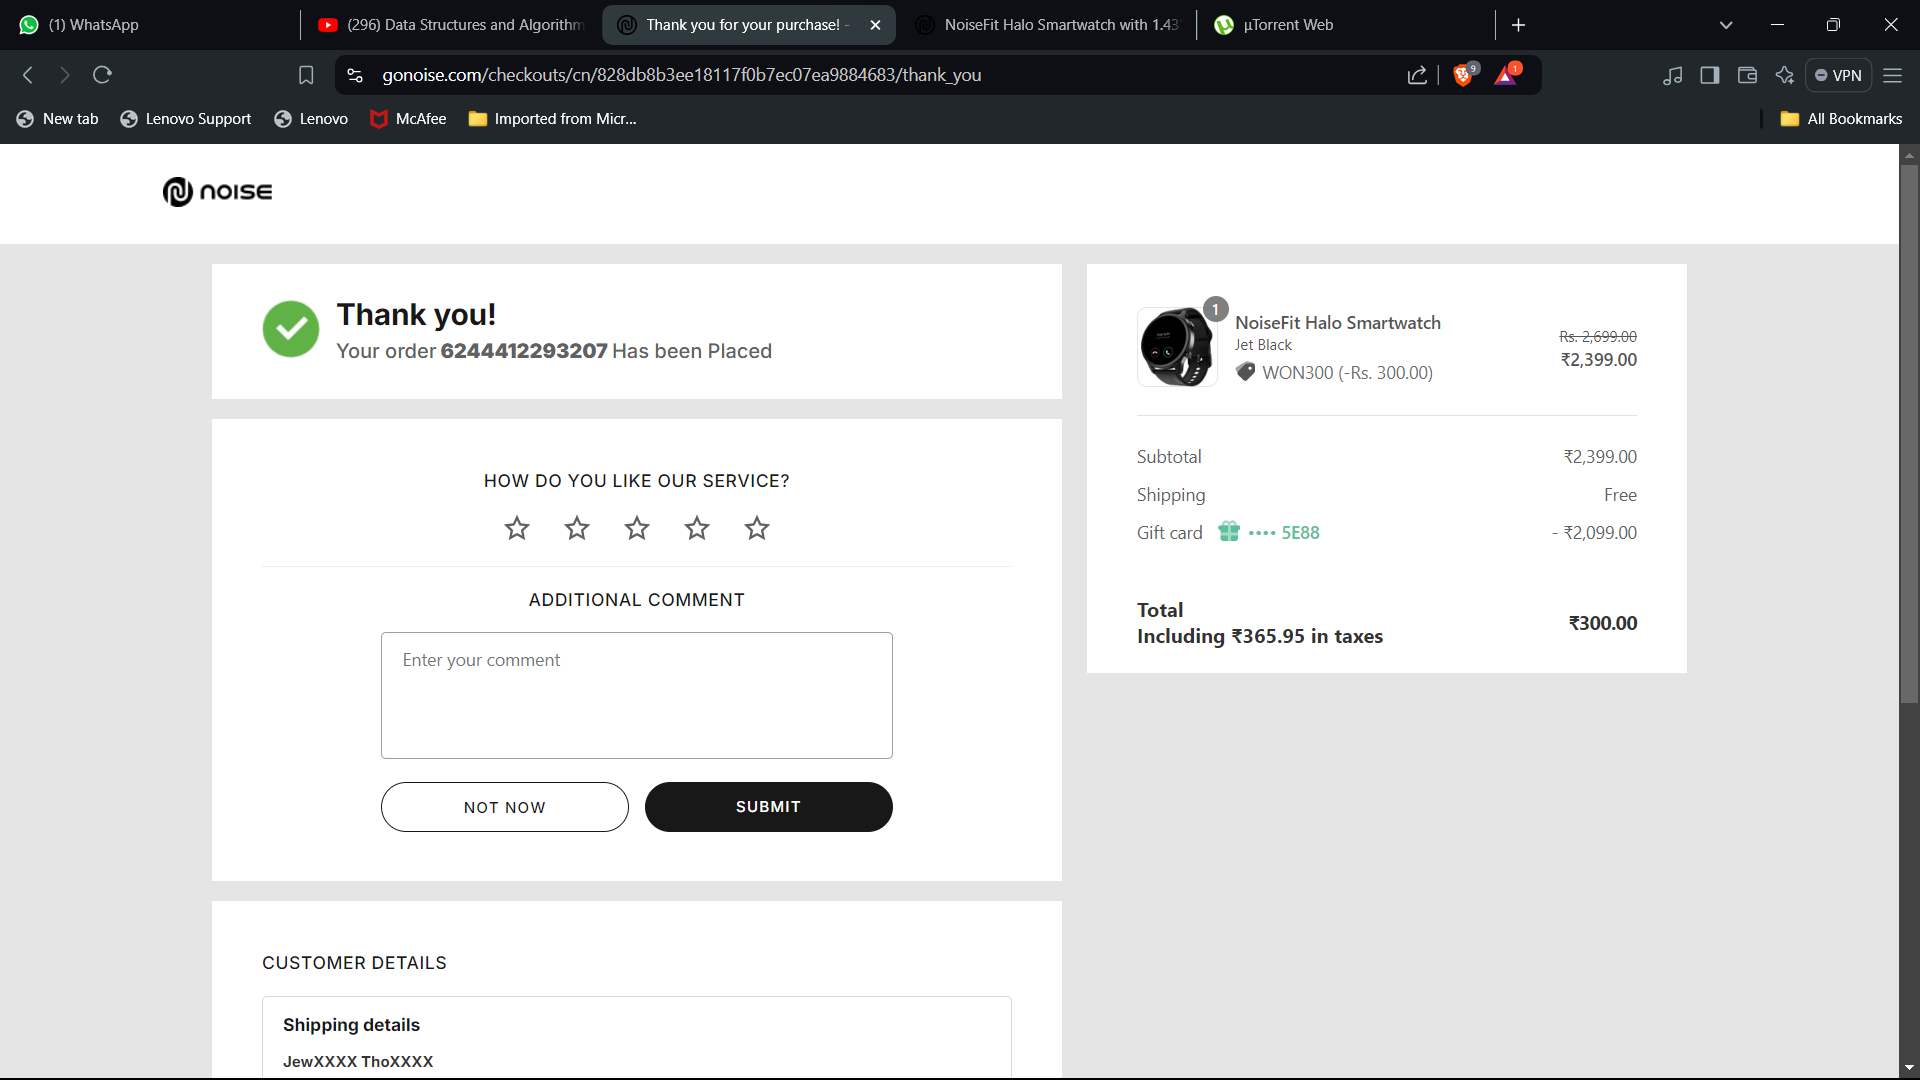 (1) WhatsApp
(296) Data Structures and Algorithm
Thank you for your purchase! -
NoiseFit Halo Smartwatch with 1.43
µTorrent Web
gonoise.com/checkouts/cn/828db8b3ee18117f0b7ec07ea9884683/thank_you
9
1
VPN
New tab
Lenovo Support
Lenovo
McAfee
Imported from Micr...
All Bookmarks
NOISE
Thank you!
Your order 6244412293207 Has been Placed
HOW DO YOU LIKE OUR SERVICE?
ADDITIONAL COMMENT
Enter your comment
NOT NOW
SUBMIT
CUSTOMER DETAILS
Shipping details
JewXXXX ThoXXXX
1
NoiseFit Halo Smartwatch
Jet Black
WON300 (-Rs. 300.00)
Rs. 2,699.00
₹2,399.00
Subtotal ₹2,399.00
Shipping Free
Gift card •••• 5E88 - ₹2,099.00
Total
Including ₹365.95 in taxes
₹300.00